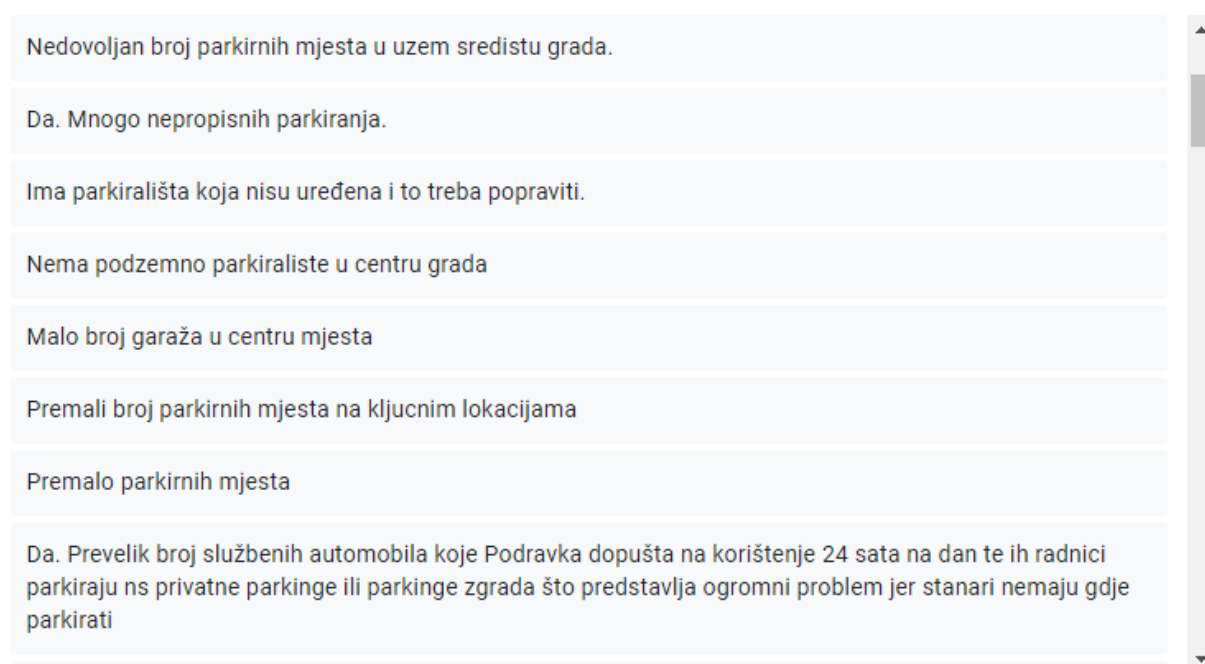 Nedovoljan broj parkirnih mjesta u uzem sredistu grada.
Da. Mnogo nepropisnih parkiranja.
Ima parkirališta koja nisu uređena i to treba popraviti.
Nema podzemno parkiraliste u centru grada
Malo broj garaža u centru mjesta
Premali broj parkirnih mjesta na kljucnim lokacijama
Premalo parkirnih mjesta
Da. Prevelik broj službenih automobila koje Podravka dopušta na korištenje 24 sata na dan te ih radnici
parkiraju ns privatne parkinge ili parkinge zgrada što predstavlja ogromni problem jer stanari nemaju gdje
parkirati